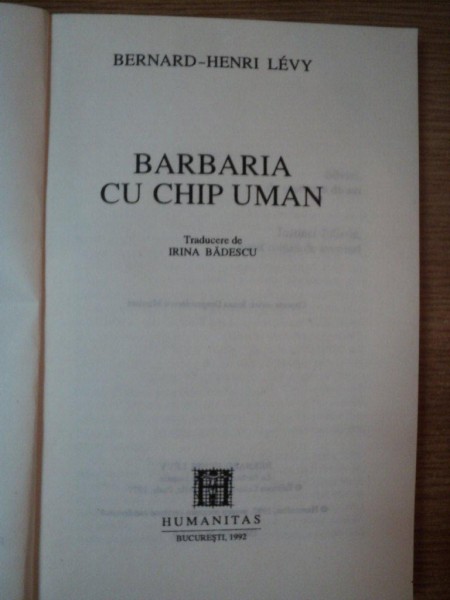 BERNARD-HENRI LÉVY
BARBARIA
CU CHIP UMAN
Traducere de
IRINA BĂDESCU
HUMANITAS
BUCUREȘTI, 1992